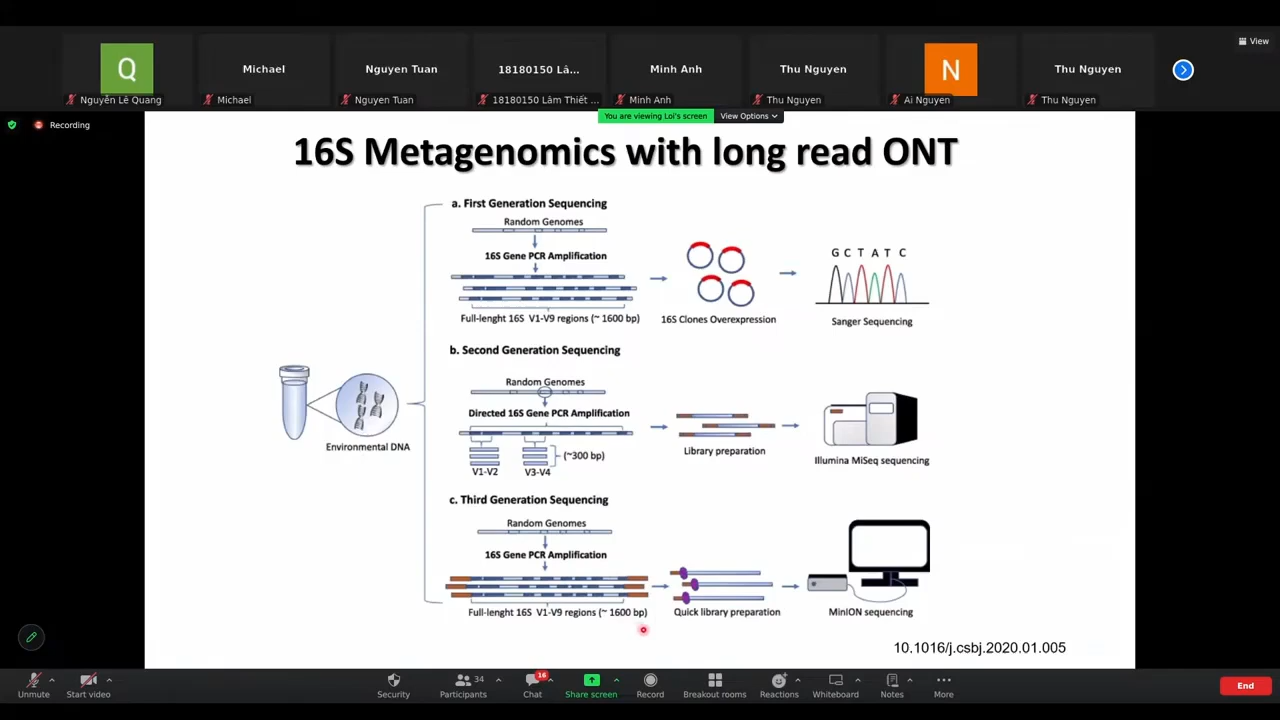 View
Q
Michael
Nguyen Tuan
18180150 Lâ...
Minh Anh
Thu Nguyen
N
Thu Nguyen
Nguyễn Lê Quang
Michael
Nguyen Tuan
18180150 Lâm Thiết ...
Minh Anh
Thu Nguyen
Ai Nguyen
Thu Nguyen
You are viewing Loi's screen
View Options
Recording
16S Metagenomics with long read ONT
a. First Generation Sequencing
Random Genomes
16S Gene PCR Amplification
Full-lenght 16S V1-V9 regions (~ 1600 bp)
16S Clones Overexpression
G C T A T C
Sanger Sequencing
b. Second Generation Sequencing
Random Genomes
Directed 16S Gene PCR Amplification
(~300 bp)
V1-V2
V3-V4
Library preparation
Illumina MiSeq sequencing
Environmental DNA
c. Third Generation Sequencing
Random Genomes
16S Gene PCR Amplification
Full-lenght 16S V1-V9 regions (~ 1600 bp)
Quick library preparation
MinION sequencing
10.1016/j.csbj.2020.01.005
Unmute
Start video
Security
Participants
34
Chat
16
Share screen
Record
Breakout rooms
Reactions
Whiteboard
Notes
More
End